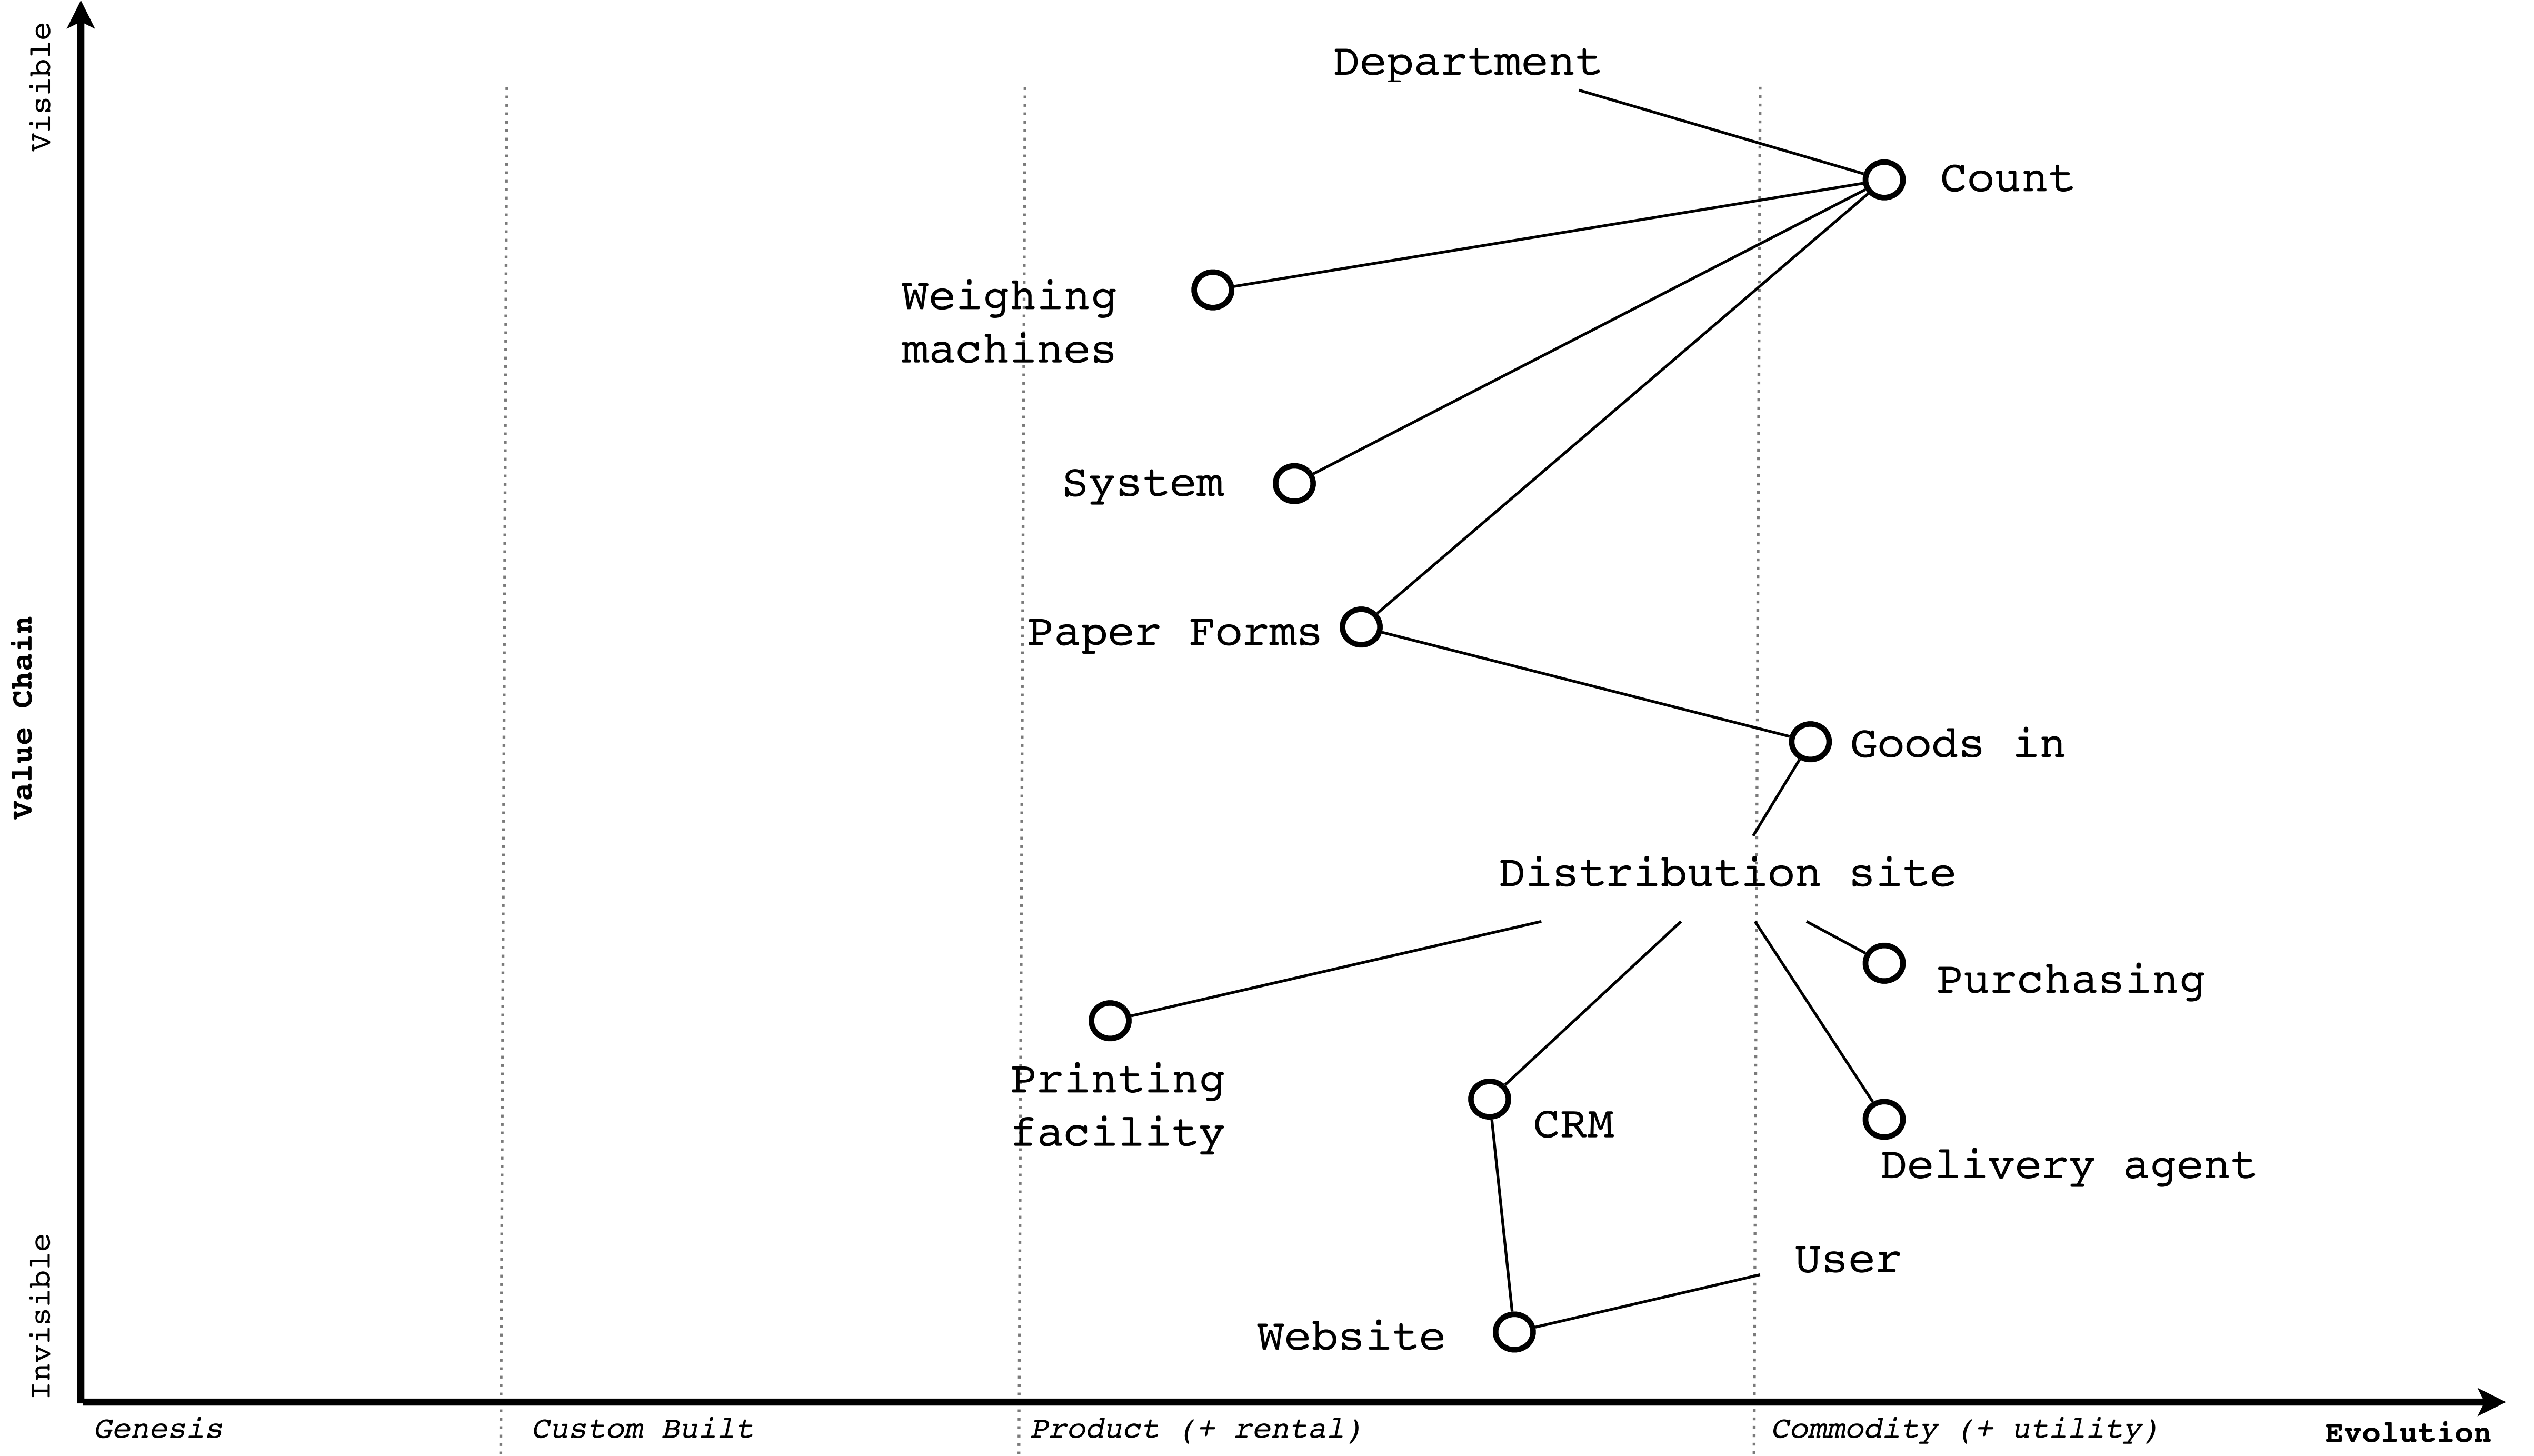 Visible
Department
Count
Weighing
machines
System
Paper Forms
Value Chain
Goods in
Distribution site
Purchasing
Printing
facility
CRM
Delivery agent
User
Invisible
Website
Genesis
Custom Built
Product (+ rental)
Commodity (+ utility)
Evolution